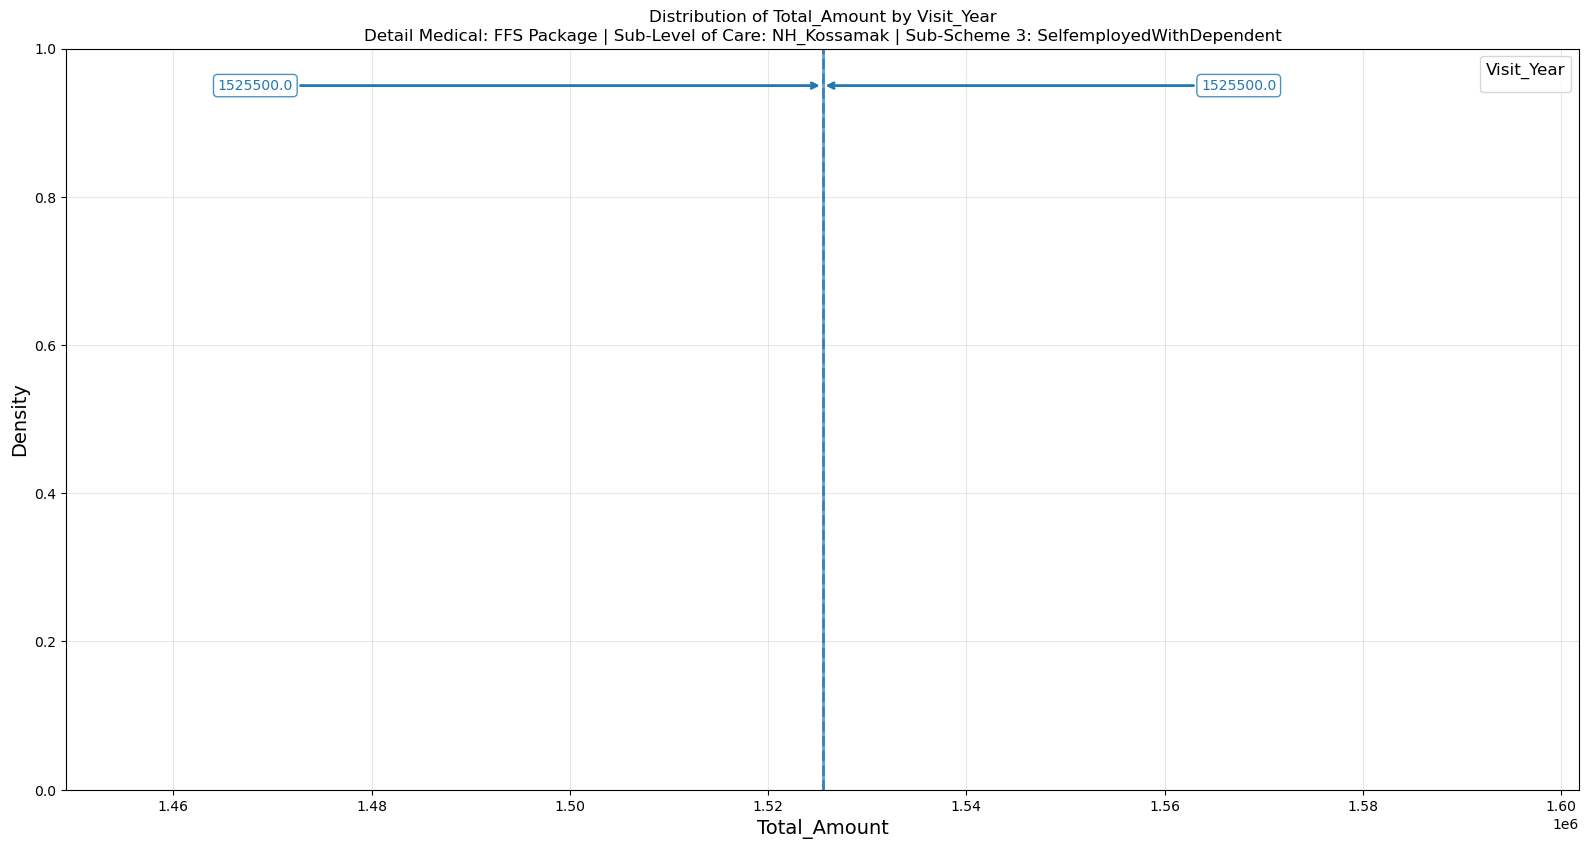 Distribution of Total_Amount by Visit_Year
Detail Medical: FFS Package | Sub-Level of Care: NH_Kossamak | Sub-Scheme 3: SelfemployedWithDependent
1.0
0.8
0.6
0.4
0.2
0.0
Density
1525500.0
1525500.0
Visit_Year
1.46
1.48
1.50
1.52
1.54
1.56
1.58
1.60
1e6
Total_Amount